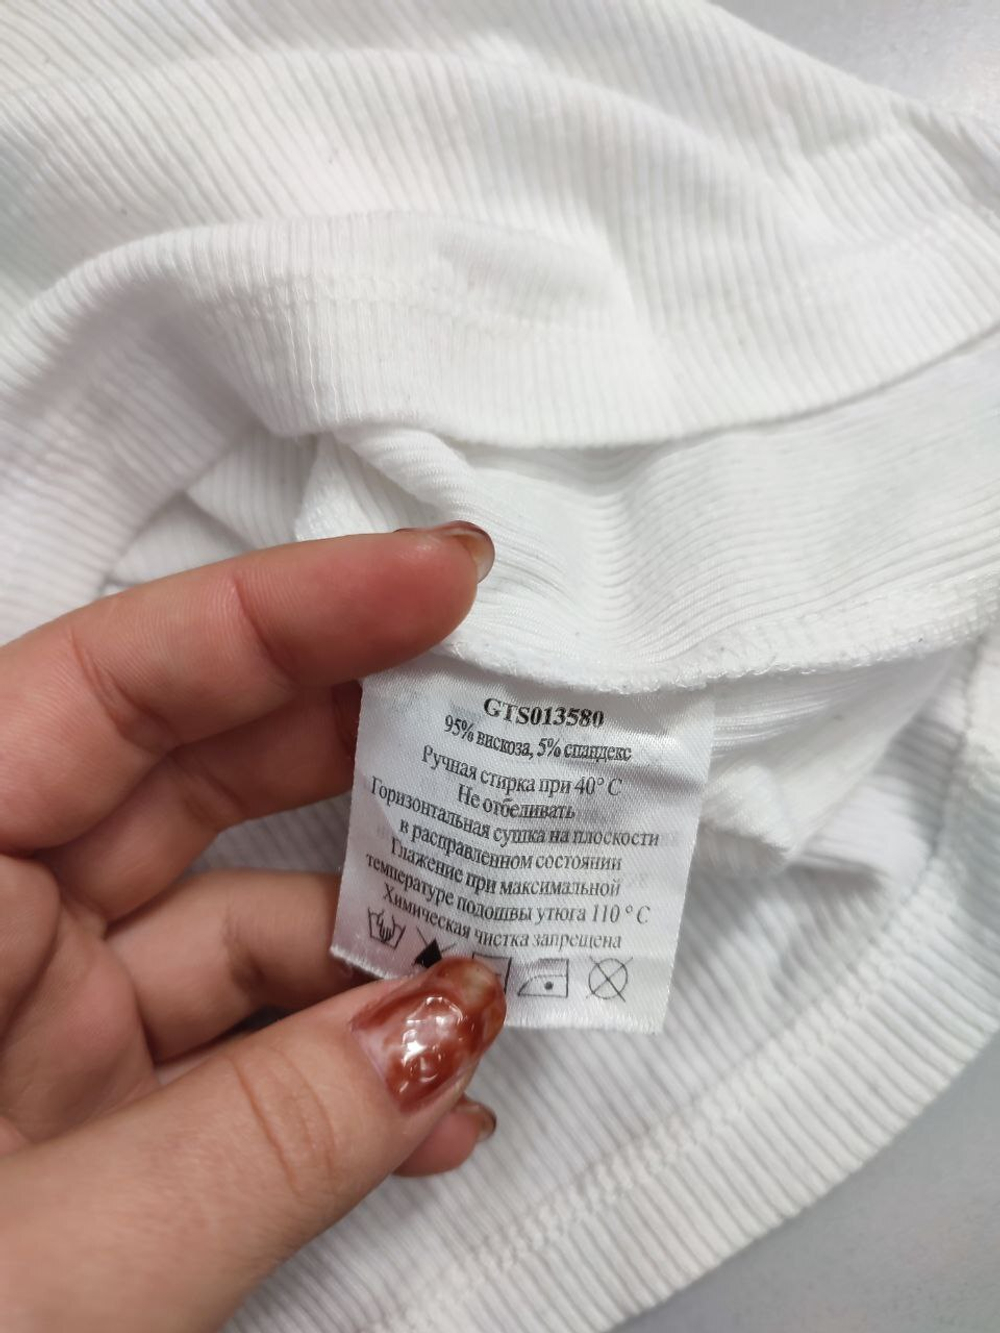 GTS013580
95% вискоза, 5% спандекс
Ручная стирка при 40° С
Не отбеливать
Горизонтальная сушка на плоскости
в расправленном состоянии
Глажение при максимальной
температуре подошвы утюга 110 ° С
Химическая чистка запрещена